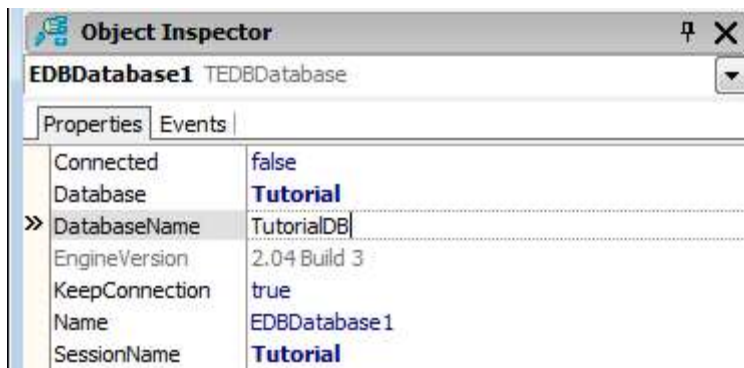 Object Inspector
EDBDatabase1 TEDBDatabase
Properties Events
Connected false
Database Tutorial
» DatabaseName TutorialDB
EngineVersion 2.04 Build 3
KeepConnection true
Name EDBDatabase1
SessionName Tutorial